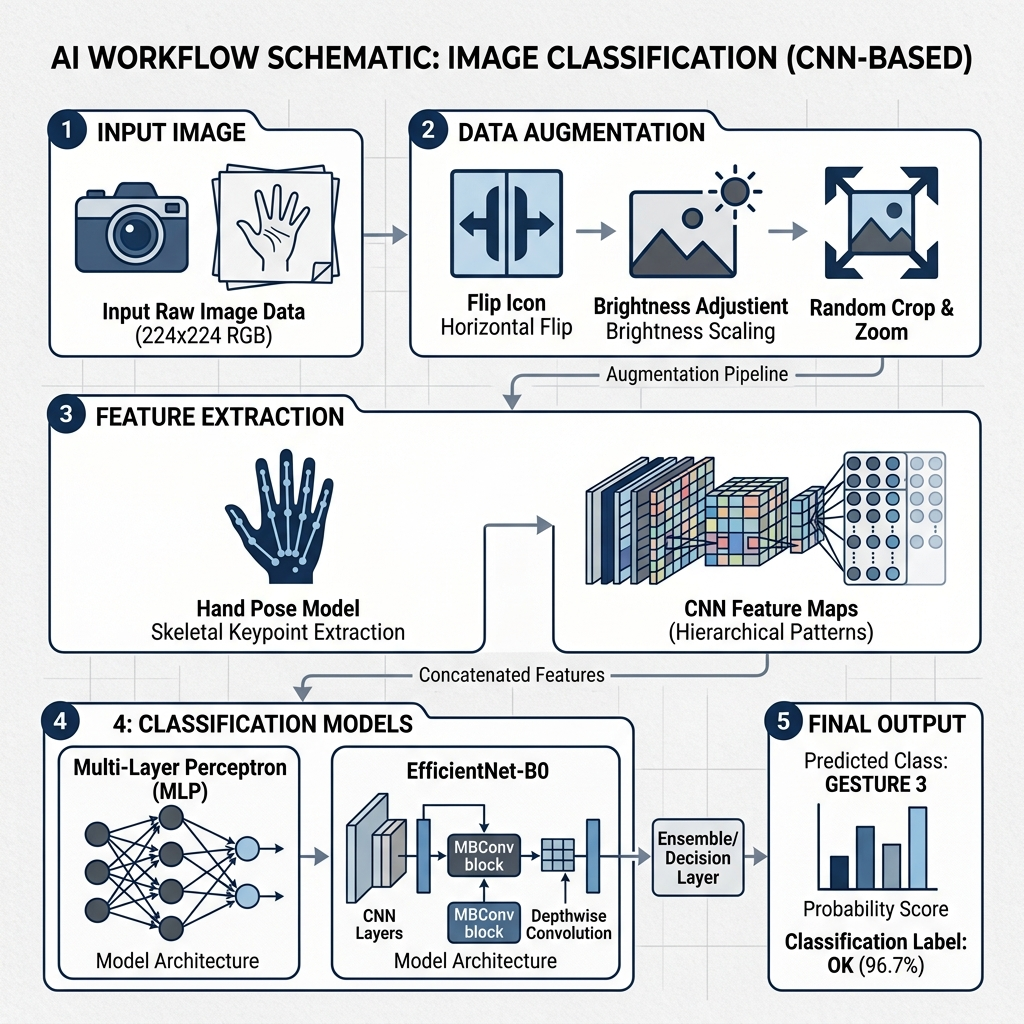 AI WORKFLOW SCHEMATIC: IMAGE CLASSIFICATION (CNN-BASED)
1 INPUT IMAGE
Input Raw Image Data
(224x224 RGB)
2 DATA AUGMENTATION
Flip Icon
Horizontal Flip
Brightness Adjustient
Brightness Scaling
Random Crop &
Zoom
Augmentation Pipeline
3 FEATURE EXTRACTION
Hand Pose Model
Skeletal Keypoint Extraction
CNN Feature Maps
(Hierarchical Patterns)
Concatenated Features
4 4: CLASSIFICATION MODELS
Multi-Layer Perceptron
(MLP)
Model Architecture
EfficientNet-B0
MBConv
block
MBConv
block
CNN
Layers
Depthwise
Convolution
Model Architecture
Ensemble/
Decision
Layer
5 FINAL OUTPUT
Predicted Class:
GESTURE 3
Probability Score
Classification Label:
OK (96.7%)